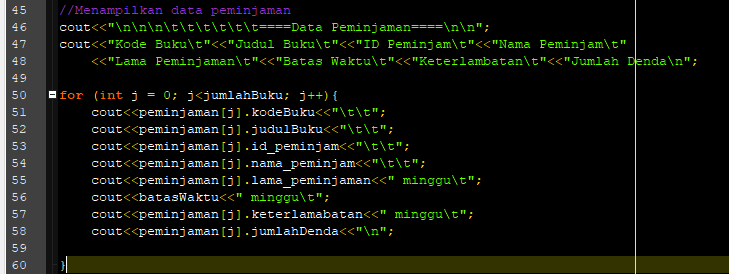 45 //Menampilkan data peminjaman
46 cout<<"\n\n\n\t\t\t\t\t\t====Data Peminjaman====\n\n";
47 cout<<"Kode Buku\t"<<"Judul Buku\t"<<"ID Peminjam\t"<<"Nama Peminjam\t"
48 <<"Lama Peminjaman\t"<<"Batas Waktu\t"<<"Keterlambatan\t"<<"Jumlah Denda\n";
49
50 for (int j = 0; j<jumlahBuku; j++){
51 cout<<peminjaman[j].kodeBuku<<"\t\t";
52 cout<<peminjaman[j].judulBuku<<"\t\t";
53 cout<<peminjaman[j].id_peminjam<<"\t\t";
54 cout<<peminjaman[j].nama_peminjam<<"\t\t";
55 cout<<peminjaman[j].lama_peminjaman<<" minggu\t";
56 cout<<batasWaktu<<" minggu\t";
57 cout<<peminjaman[j].keterlamabatan<<" minggu\t";
58 cout<<peminjaman[j].jumlahDenda<<"\n";
59
60 }